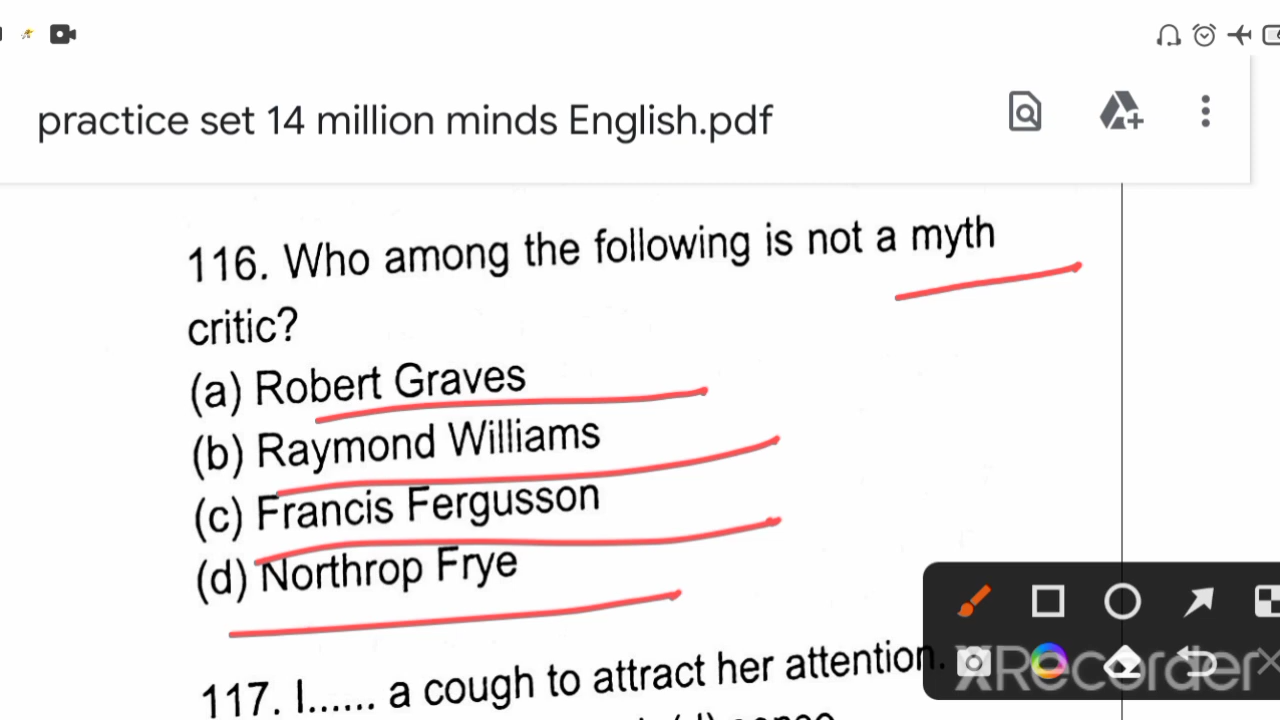 practice set 14 million minds English.pdf
116. Who among the following is not a myth
critic?
(a) Robert Graves
(b) Raymond Williams
(c) Francis Fergusson
(d) Northrop Frye
117. I...... a cough to attract her attention.
XRecorder